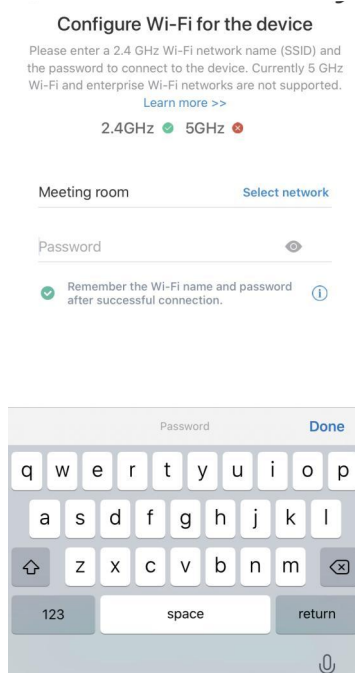 Configure Wi-Fi for the device
Please enter a 2.4 GHz Wi-Fi network name (SSID) and
the password to connect to the device. Currently 5 GHz
Wi-Fi and enterprise Wi-Fi networks are not supported.
Learn more >>
2.4GHz 5GHz
Meeting room Select network
Password
Remember the Wi-Fi name and password
after successful connection.
Password Done
q w e r t y u i o p
a s d f g h j k l
z x c v b n m
123 space return